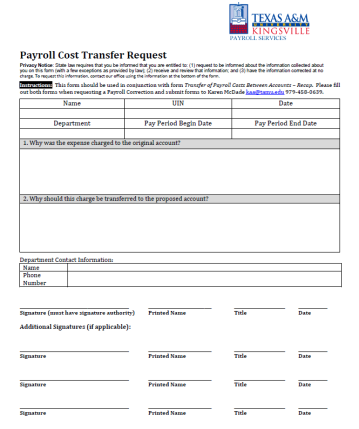 TEXAS A&M
UNIVERSITY
KINGSVILLE
PAYROLL SERVICES
Payroll Cost Transfer Request
Privacy Notice: State law requires that you be informed that you are entitled to: (1) request to be informed about the information collected about
you on this form (with a few exceptions as provided by law); (2) receive and review that information; and (3) have the information corrected at no
charge. To request this information, contact our office using the information at the bottom of the form.
Instructions: This form should be used in conjunction with form Transfer of Payroll Costs Between Accounts – Recap. Please fill
out both forms when requesting a Payroll Correction and submit forms to Karen McDade kaa@tamu.edu 979-458-0639.
Name UIN Date
Department Pay Period Begin Date Pay Period End Date
1. Why was the expense charged to the original account?
2. Why should this charge be transferred to the proposed account?
Department Contact Information:
Name
Phone
Number
Signature (must have signature authority) Printed Name Title Date
Additional Signatures (if applicable):
Signature Printed Name Title Date
Signature Printed Name Title Date
Signature Printed Name Title Date